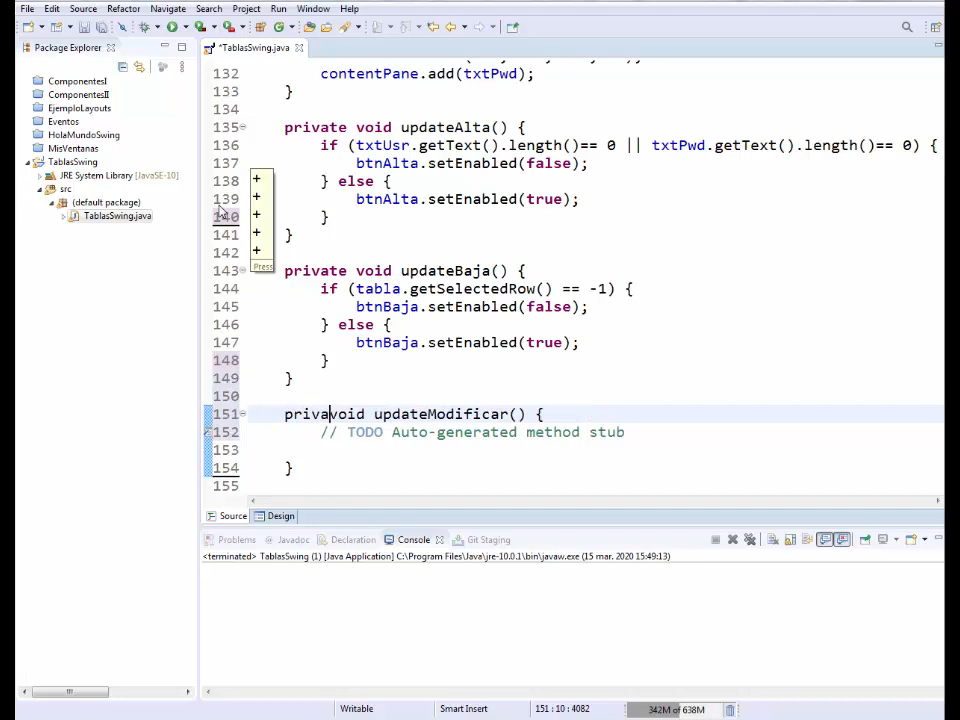 File Edit Source Refactor Navigate Search Project Run Window Help
Package Explorer
*TablasSwing.java
ComponentesI
ComponentesII
EjemploLayouts
Eventos
HolaMundoSwing
MisVentanas
TablasSwing
JRE System Library [JavaSE-10]
src
(default package)
TablasSwing.java
132 contentPane.add(txtPwd);
133 }
134
135 private void updateAlta() {
136 if (txtUsr.getText().length()== 0 || txtPwd.getText().length()== 0) {
137 btnAlta.setEnabled(false);
138 } else {
139 btnAlta.setEnabled(true);
140 }
141 }
142
143 private void updateBaja() {
144 if (tabla.getSelectedRow() == -1) {
145 btnBaja.setEnabled(false);
146 } else {
147 btnBaja.setEnabled(true);
148 }
149 }
150
151 privavoid updateModificar() {
152 // TODO Auto-generated method stub
153
154 }
155
+
+
+
+
+
Press
Source Design
Problems Javadoc Declaration Console Git Staging
<terminated> TablasSwing (1) [Java Application] C:\Program Files\Java\jre-10.0.1\bin\javaw.exe (15 mar. 2020 15:49:13)
Writable Smart Insert 151 : 10 : 4082 342M of 638M